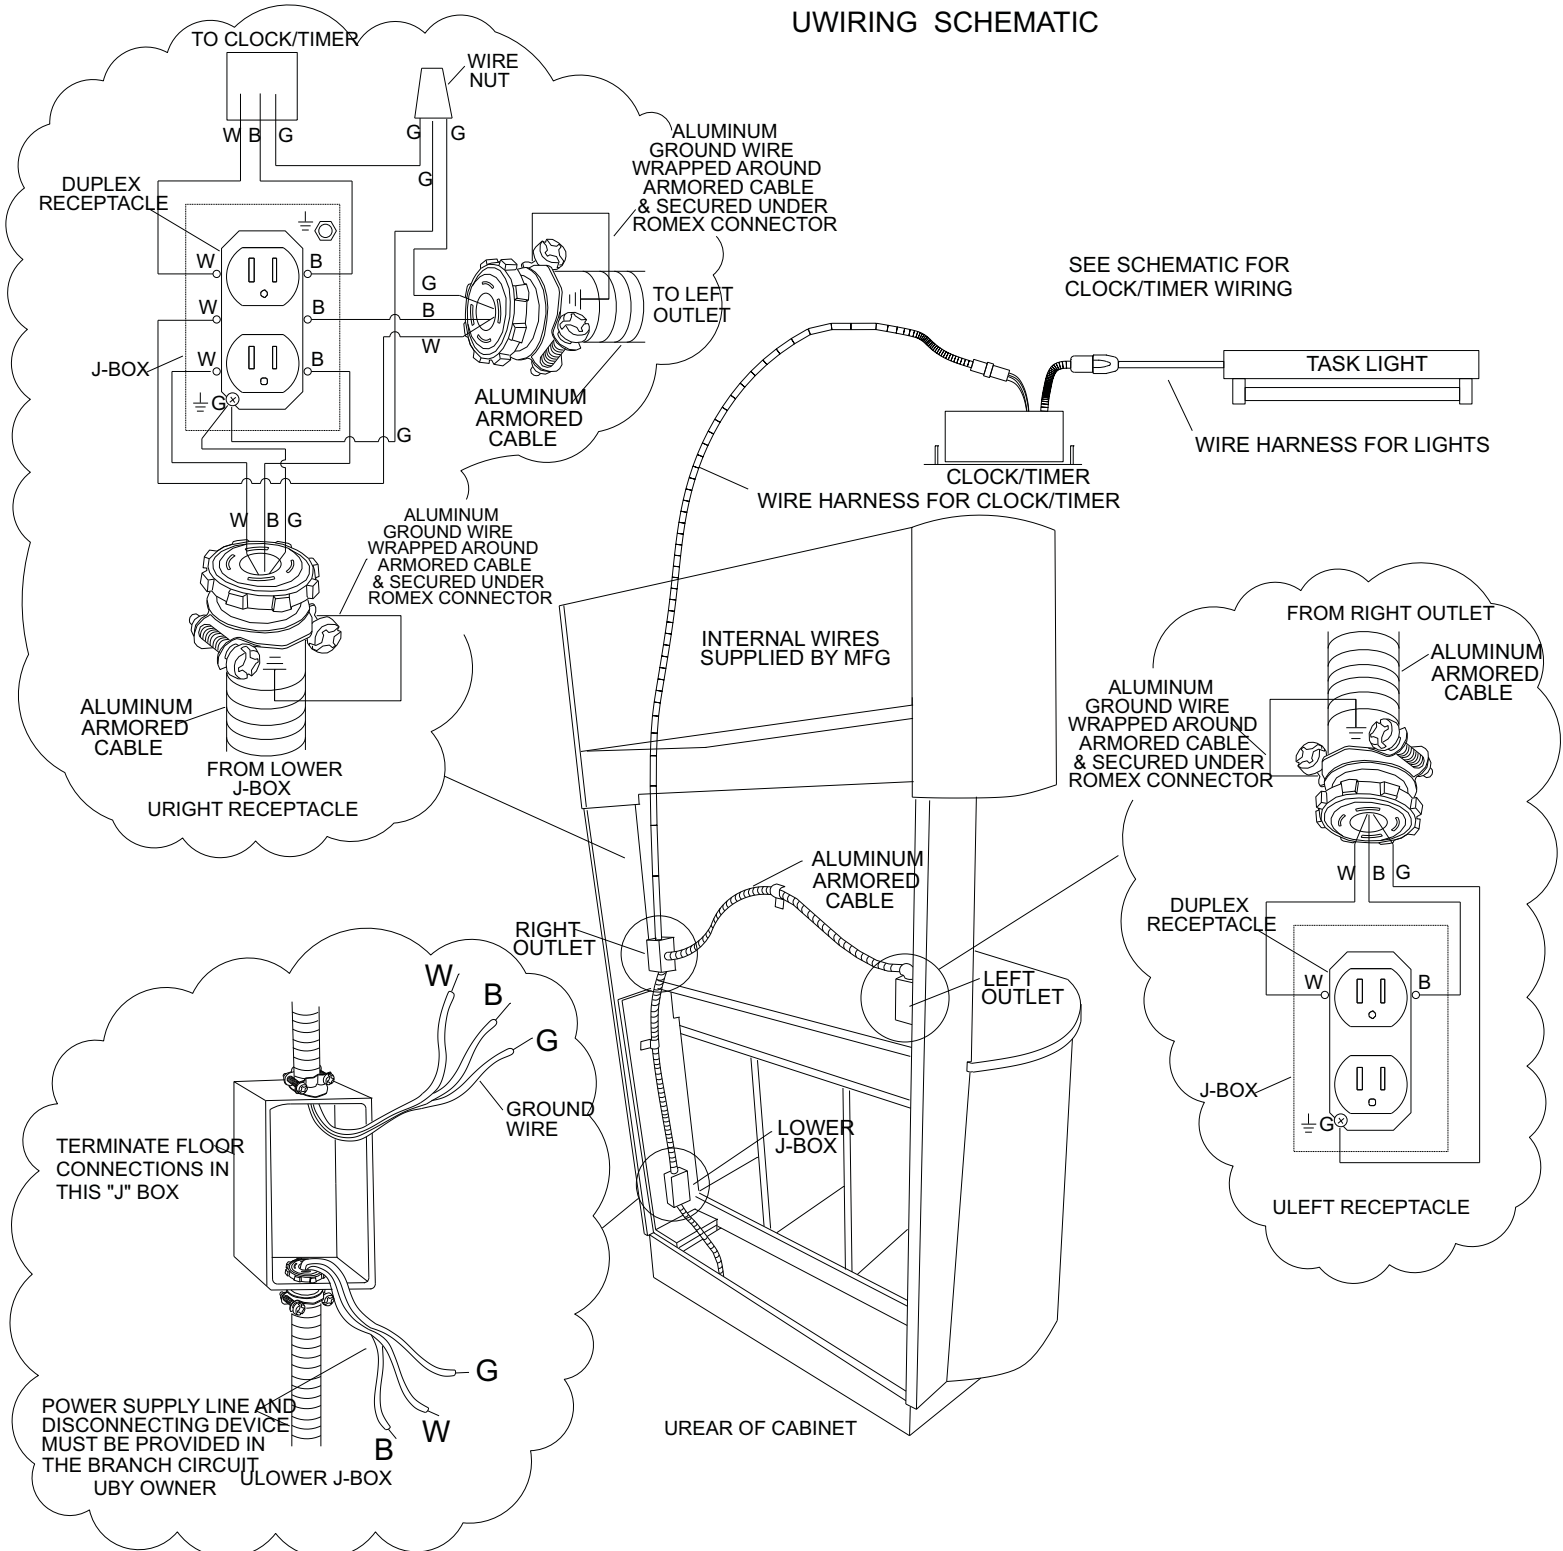 UWIRING SCHEMATIC
TO CLOCK/TIMER
WIRE
NUT
W B G
G G
G
ALUMINUM
GROUND WIRE
WRAPPED AROUND
ARMORED CABLE
& SECURED UNDER
ROMEX CONNECTOR
DUPLEX
RECEPTACLE
W B
W B
W B
G
B
W
TO LEFT
OUTLET
J-BOX
G
G
ALUMINUM
ARMORED
CABLE
W B G
ALUMINUM
GROUND WIRE
WRAPPED AROUND
ARMORED CABLE
& SECURED UNDER
ROMEX CONNECTOR
ALUMINUM
ARMORED
CABLE
FROM LOWER
J-BOX
URIGHT RECEPTACLE
SEE SCHEMATIC FOR
CLOCK/TIMER WIRING
TASK LIGHT
WIRE HARNESS FOR LIGHTS
CLOCK/TIMER
WIRE HARNESS FOR CLOCK/TIMER
INTERNAL WIRES
SUPPLIED BY MFG
ALUMINUM
ARMORED
CABLE
RIGHT
OUTLET
LEFT
OUTLET
LOWER
J-BOX
UREAR OF CABINET
FROM RIGHT OUTLET
ALUMINUM
ARMORED
CABLE
ALUMINUM
GROUND WIRE
WRAPPED AROUND
ARMORED CABLE
& SECURED UNDER
ROMEX CONNECTOR
W B G
DUPLEX
RECEPTACLE
W B
J-BOX
G
ULEFT RECEPTACLE
W
B
G
GROUND
WIRE
TERMINATE FLOOR
CONNECTIONS IN
THIS "J" BOX
G
W
B
POWER SUPPLY LINE AND
DISCONNECTING DEVICE
MUST BE PROVIDED IN
THE BRANCH CIRCUIT
UBY OWNER
ULOWER J-BOX